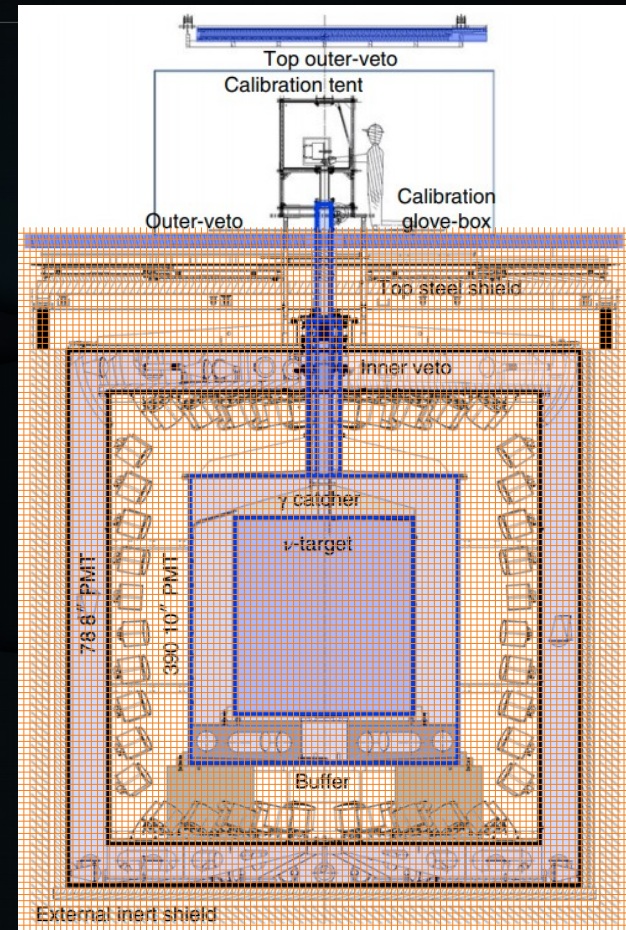 Top outer-veto
Calibration tent
Calibration
glove-box
Outer-veto
Top steel shield
Inner veto
γ catcher
ν-target
78.8″ PMT
390 10″ PMT
Buffer
External inert shield